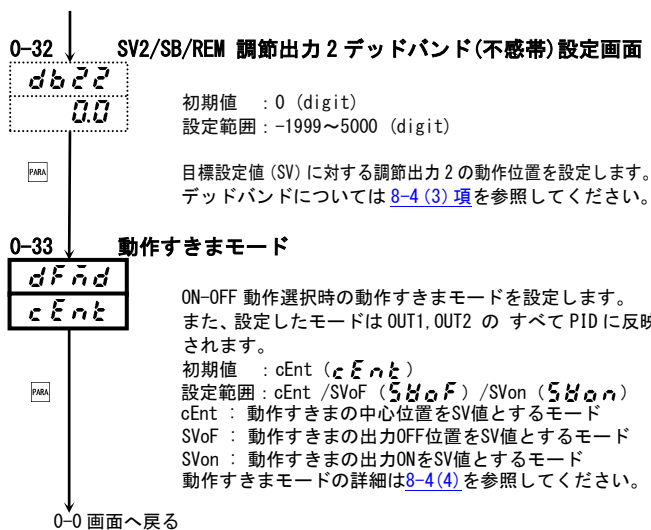 0-32 SV2/SB/REM 調節出力2デッドバンド(不感帯)設定画面
db22
0.0
初期値 :0 (digit)
設定範囲:-1999～5000 (digit)
PARA
目標設定値(SV)に対する調節出力2の動作位置を設定します。
デッドバンドについては 8-4(3)項を参照してください。
0-33 動作すきまモード
dFmd
cEnt
ON-OFF 動作選択時の動作すきまモードを設定します。
また、設定したモードは OUT1,OUT2 の すべて PID に反映
されます。
初期値 :cEnt (cEnt)
PARA
設定範囲:cEnt /SVoF (SVoF) /SVon (SVon)
cEnt : 動作すきまの中心位置をSV値とするモード
SVoF : 動作すきまの出力OFF位置をSV値とするモード
SVon : 動作すきまの出力ONをSV値とするモード
動作すきまモードの詳細は8-4(4)を参照してください。
0-0 画面へ戻る